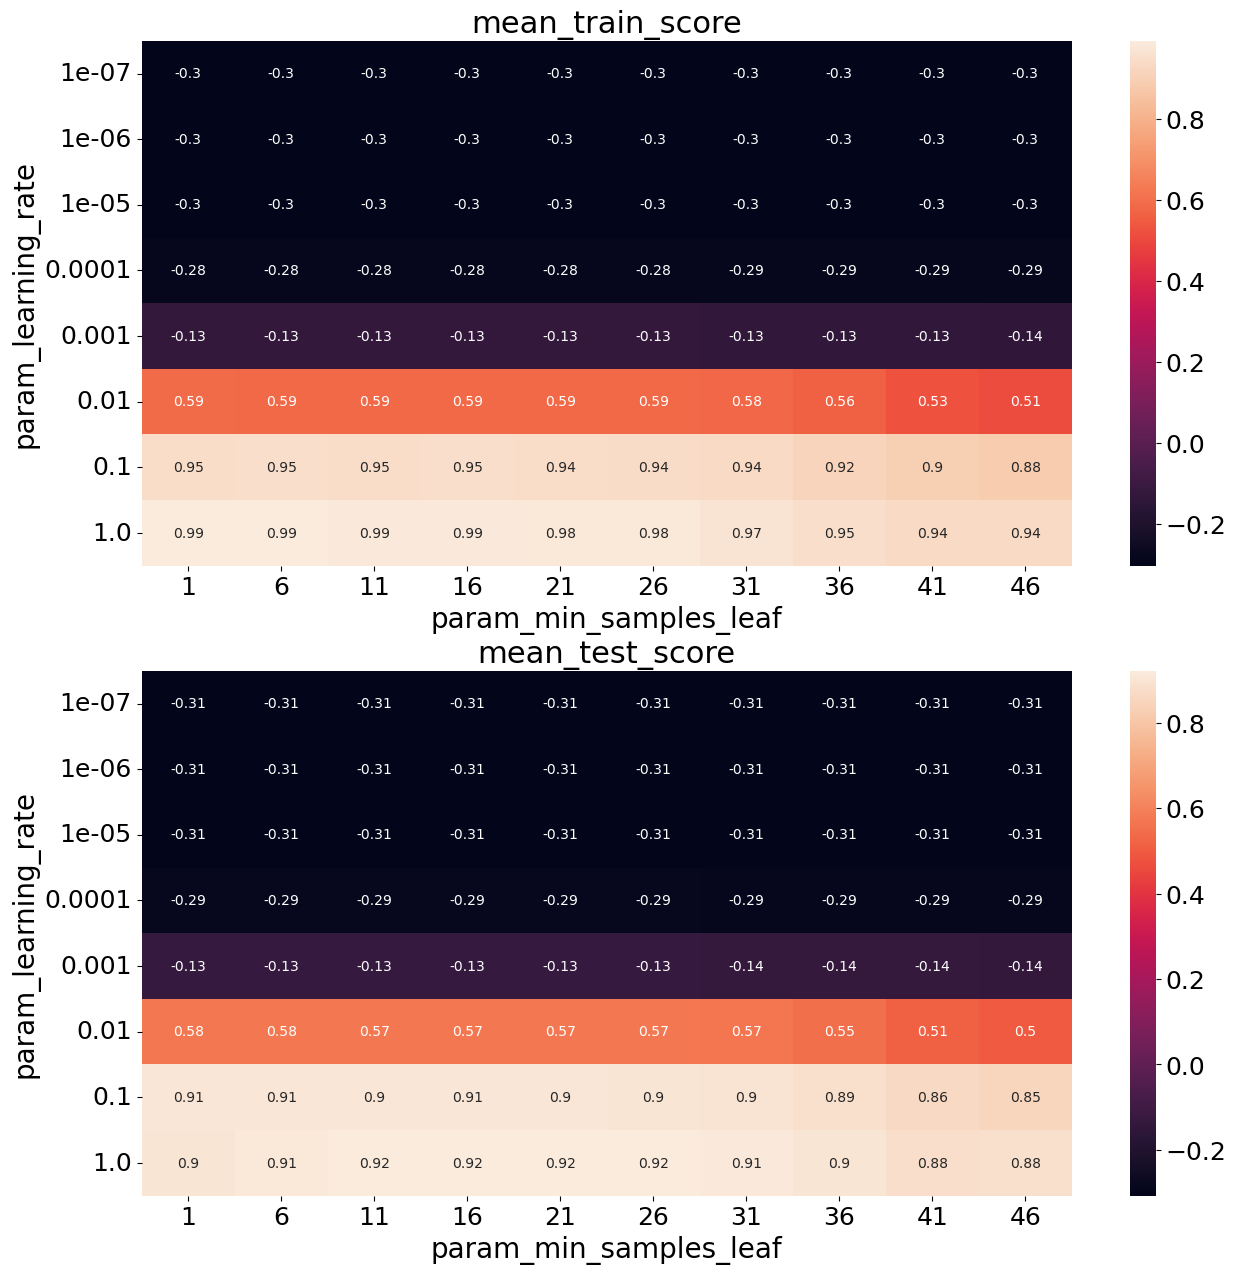 mean_train_score
param_learning_rate
1e-07 -0.3 -0.3 -0.3 -0.3 -0.3 -0.3 -0.3 -0.3 -0.3 -0.3
1e-06 -0.3 -0.3 -0.3 -0.3 -0.3 -0.3 -0.3 -0.3 -0.3 -0.3
1e-05 -0.3 -0.3 -0.3 -0.3 -0.3 -0.3 -0.3 -0.3 -0.3 -0.3
0.0001 -0.28 -0.28 -0.28 -0.28 -0.28 -0.28 -0.29 -0.29 -0.29 -0.29
0.001 -0.13 -0.13 -0.13 -0.13 -0.13 -0.13 -0.13 -0.13 -0.13 -0.14
0.01 0.59 0.59 0.59 0.59 0.59 0.59 0.58 0.56 0.53 0.51
0.1 0.95 0.95 0.95 0.95 0.94 0.94 0.94 0.92 0.9 0.88
1.0 0.99 0.99 0.99 0.99 0.98 0.98 0.97 0.95 0.94 0.94
1 6 11 16 21 26 31 36 41 46
param_min_samples_leaf
0.8
0.6
0.4
0.2
0.0
−0.2
mean_test_score
param_learning_rate
1e-07 -0.31 -0.31 -0.31 -0.31 -0.31 -0.31 -0.31 -0.31 -0.31 -0.31
1e-06 -0.31 -0.31 -0.31 -0.31 -0.31 -0.31 -0.31 -0.31 -0.31 -0.31
1e-05 -0.31 -0.31 -0.31 -0.31 -0.31 -0.31 -0.31 -0.31 -0.31 -0.31
0.0001 -0.29 -0.29 -0.29 -0.29 -0.29 -0.29 -0.29 -0.29 -0.29 -0.29
0.001 -0.13 -0.13 -0.13 -0.13 -0.13 -0.13 -0.14 -0.14 -0.14 -0.14
0.01 0.58 0.58 0.57 0.57 0.57 0.57 0.57 0.55 0.51 0.5
0.1 0.91 0.91 0.9 0.91 0.9 0.9 0.9 0.89 0.86 0.85
1.0 0.9 0.91 0.92 0.92 0.92 0.92 0.91 0.9 0.88 0.88
1 6 11 16 21 26 31 36 41 46
param_min_samples_leaf
0.8
0.6
0.4
0.2
0.0
−0.2